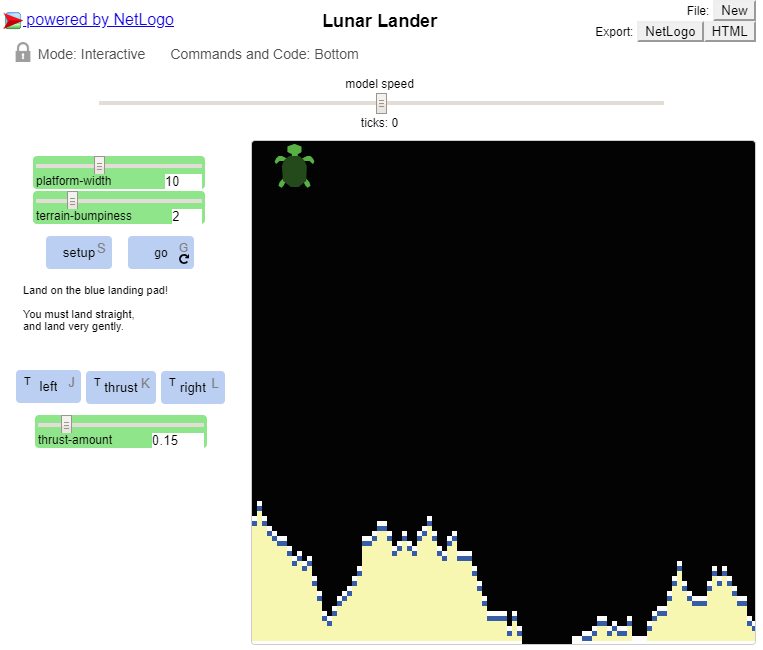 powered by NetLogo
Lunar Lander
File: New
Export: NetLogo HTML
Mode: Interactive Commands and Code: Bottom
model speed
ticks: 0
platform-width 10
terrain-bumpiness 2
setup S go G
Land on the blue landing pad!
You must land straight,
and land very gently.
T left J T thrust K T right L
thrust-amount 0.15